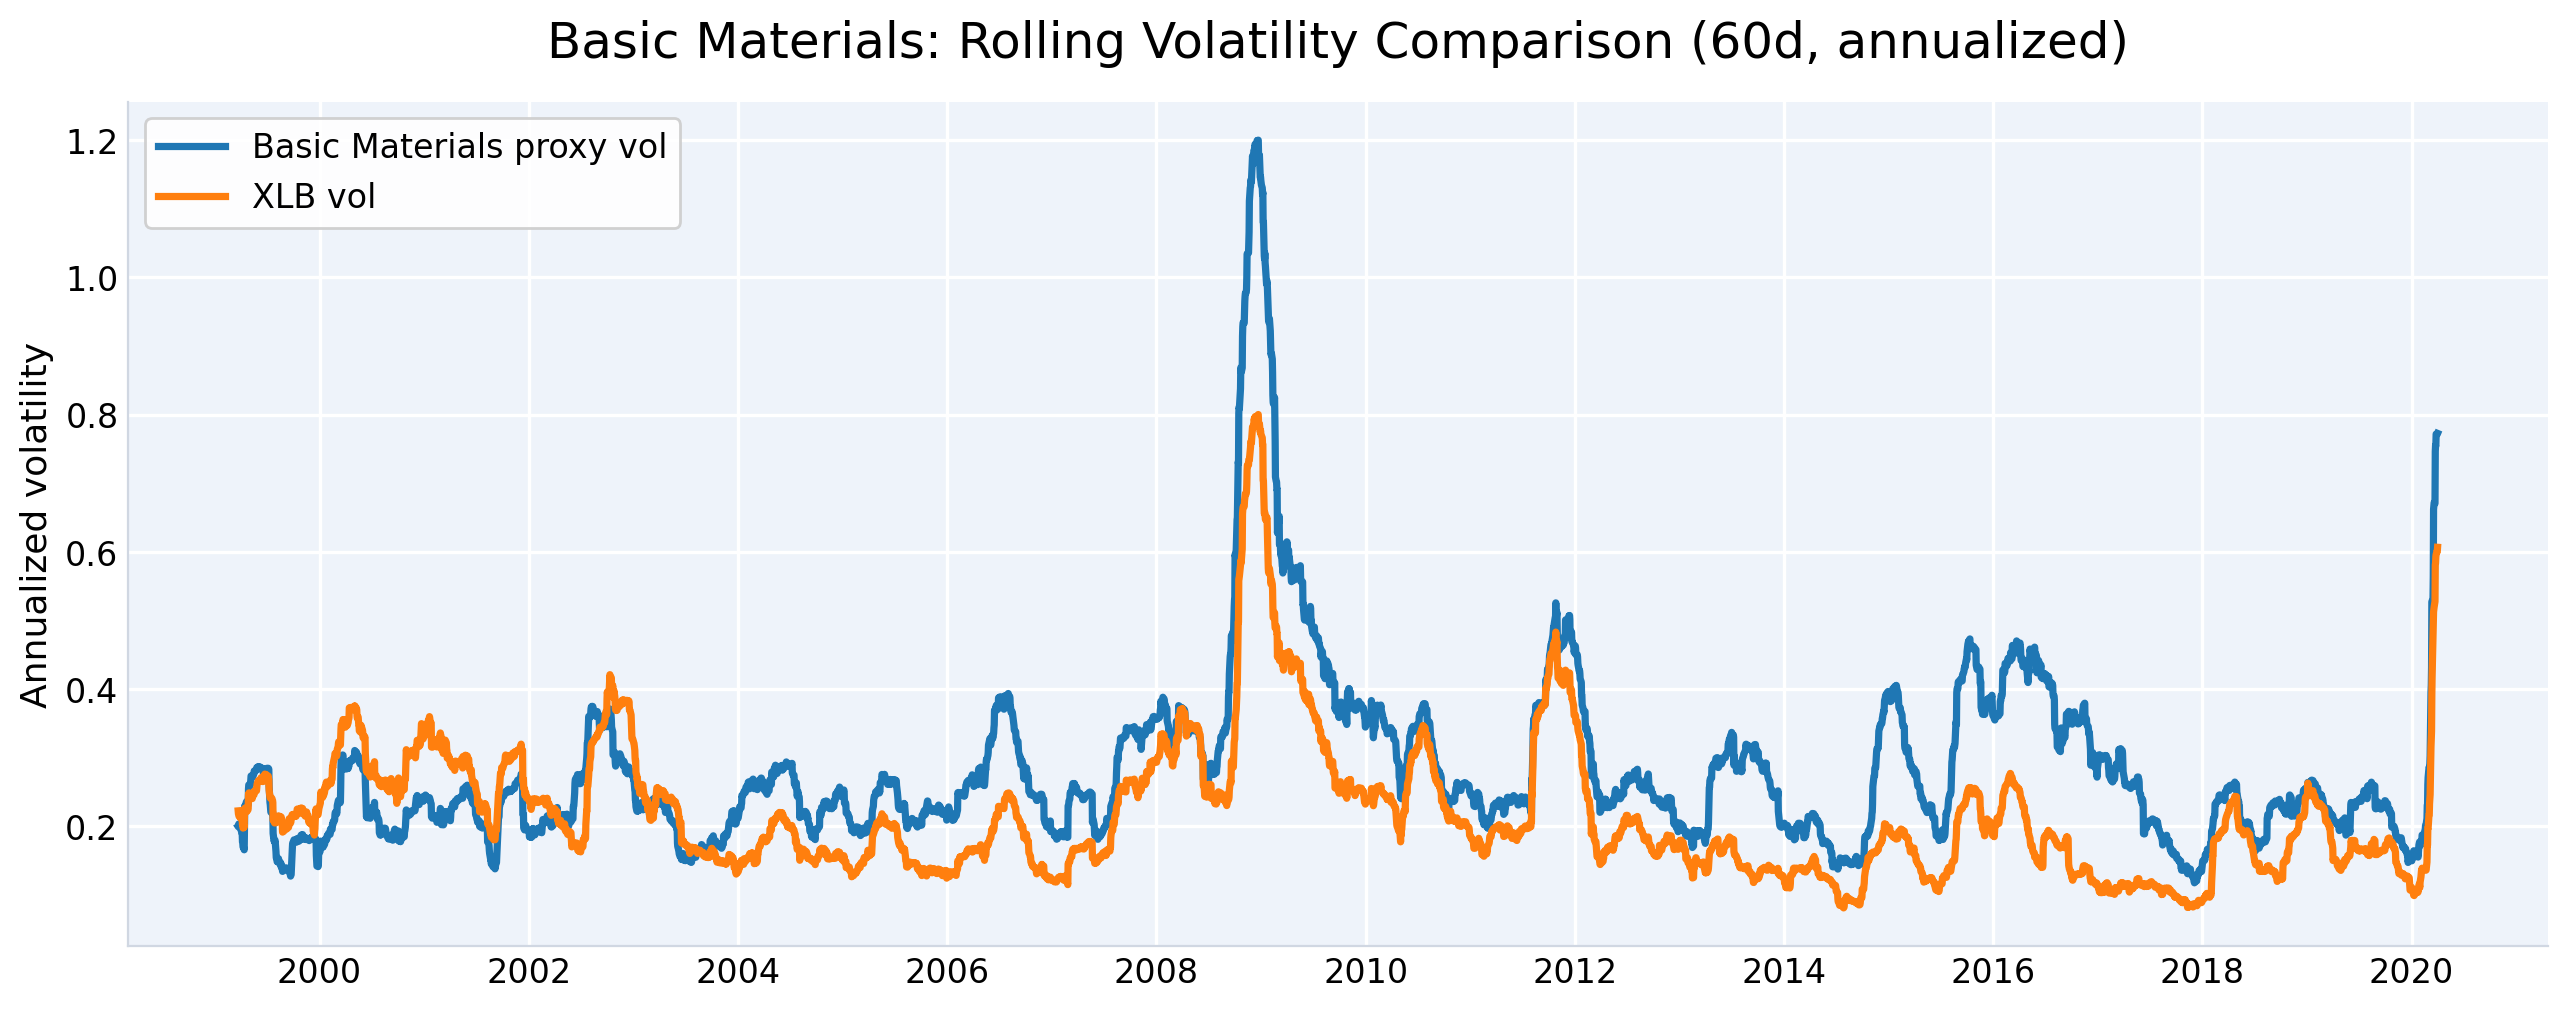 Basic Materials: Rolling Volatility Comparison (60d, annualized)
Basic Materials proxy vol
XLB vol
Annualized volatility
1.2
1.0
0.8
0.6
0.4
0.2
2000 2002 2004 2006 2008 2010 2012 2014 2016 2018 2020